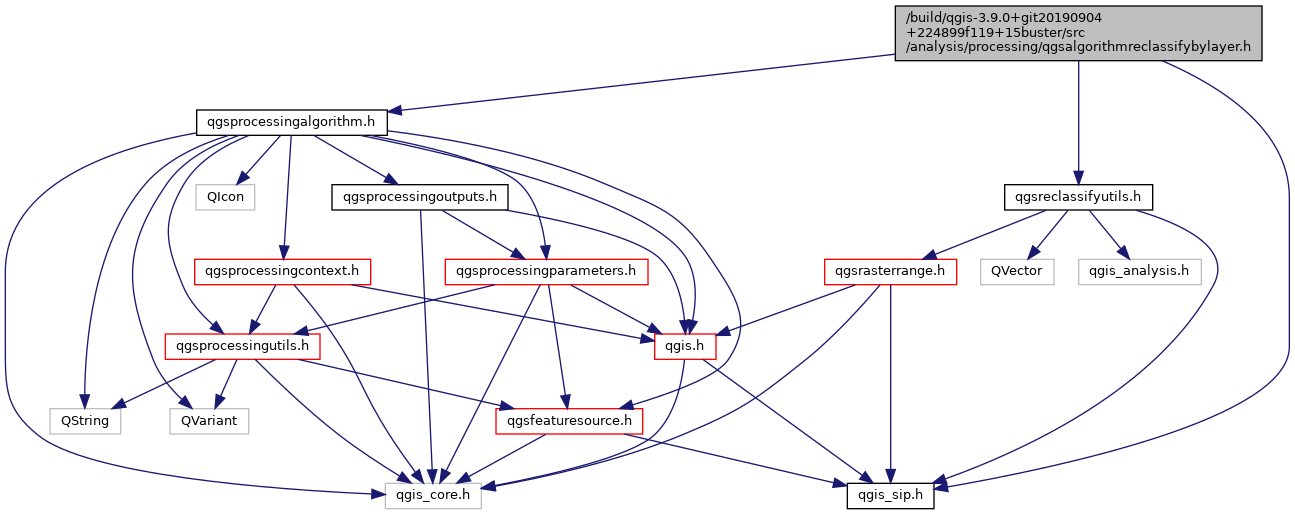 /build/qgis-3.9.0+git20190904
+224899f119+15buster/src
/analysis/processing/qgsalgorithmreclassifybylayer.h
qgsprocessingalgorithm.h
QIcon
qgsprocessingoutputs.h
qgsreclassifyutils.h
qgsprocessingcontext.h
qgsprocessingparameters.h
qgsrasterrange.h
QVector
qgis_analysis.h
qgsprocessingutils.h
qgis.h
QString
QVariant
qgsfeaturesource.h
qgis_core.h
qgis_sip.h